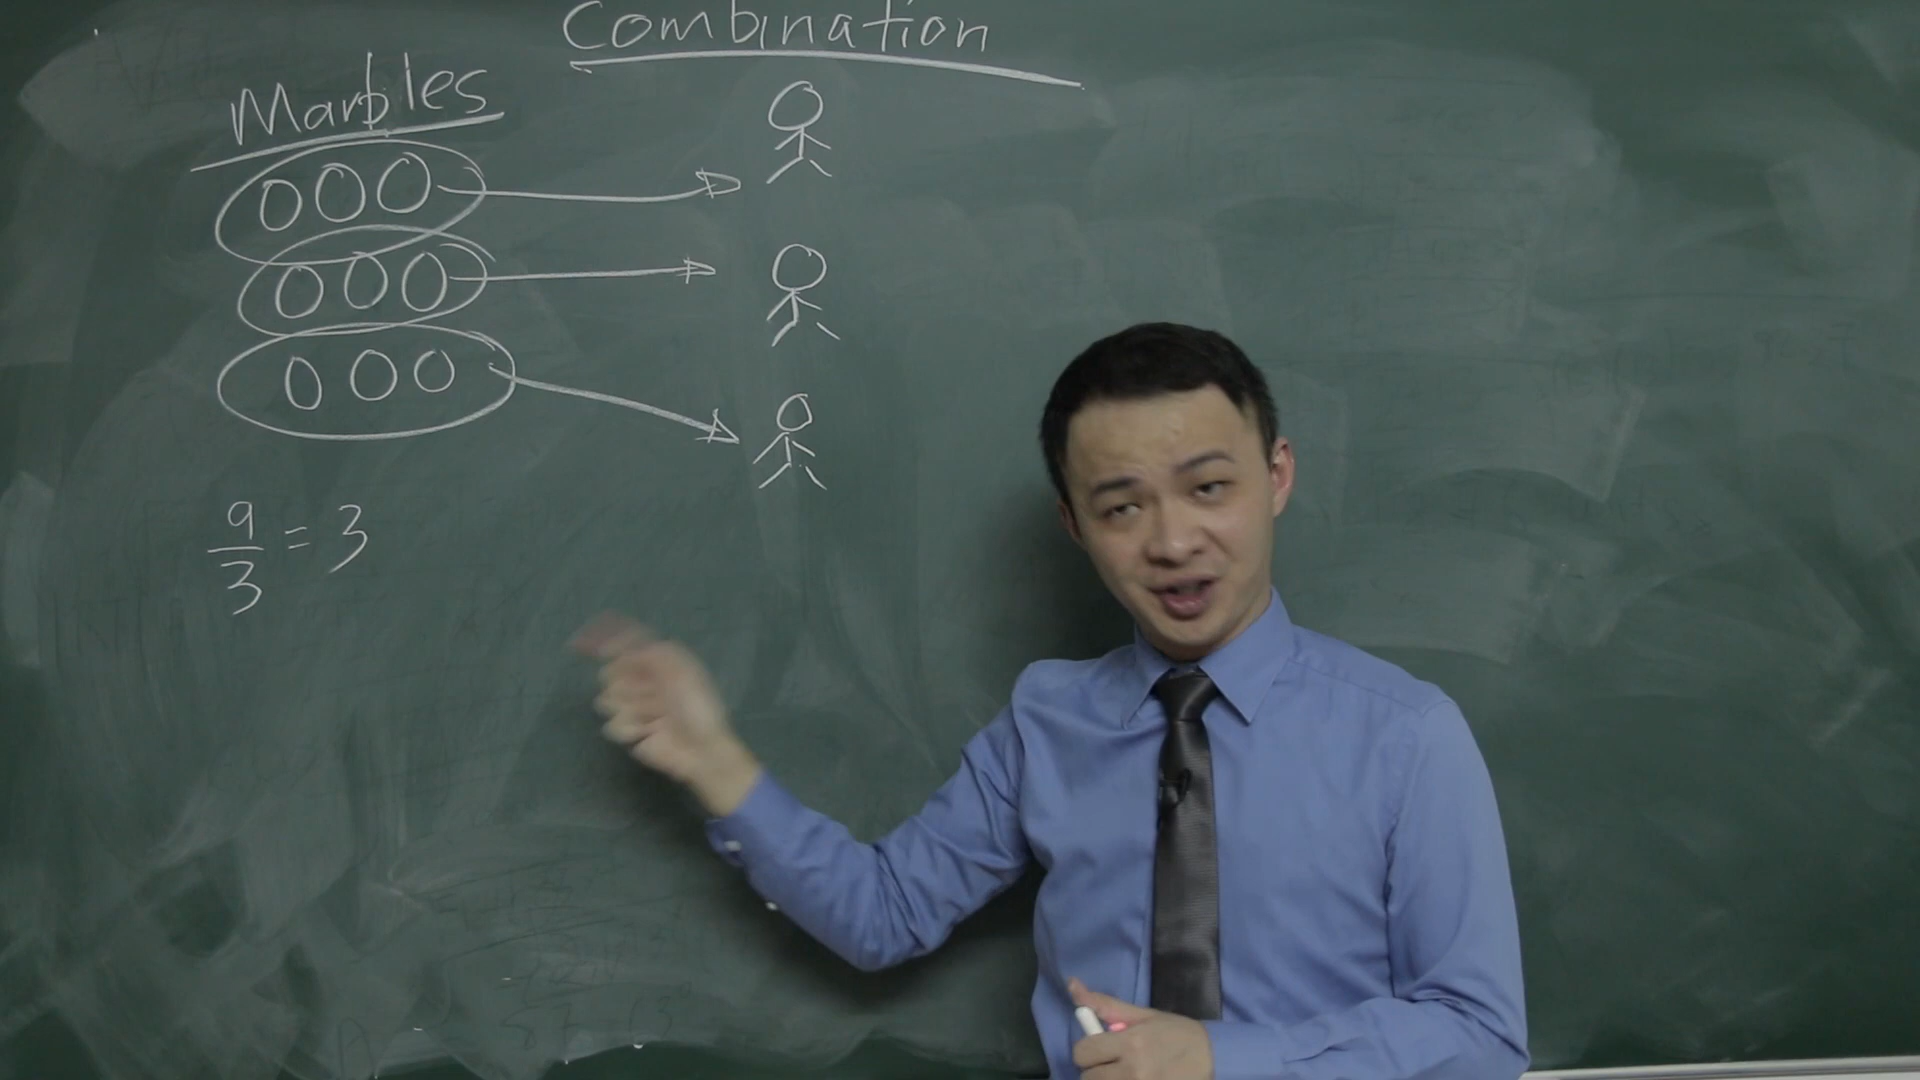 Combination
Marbles
9/3 = 3